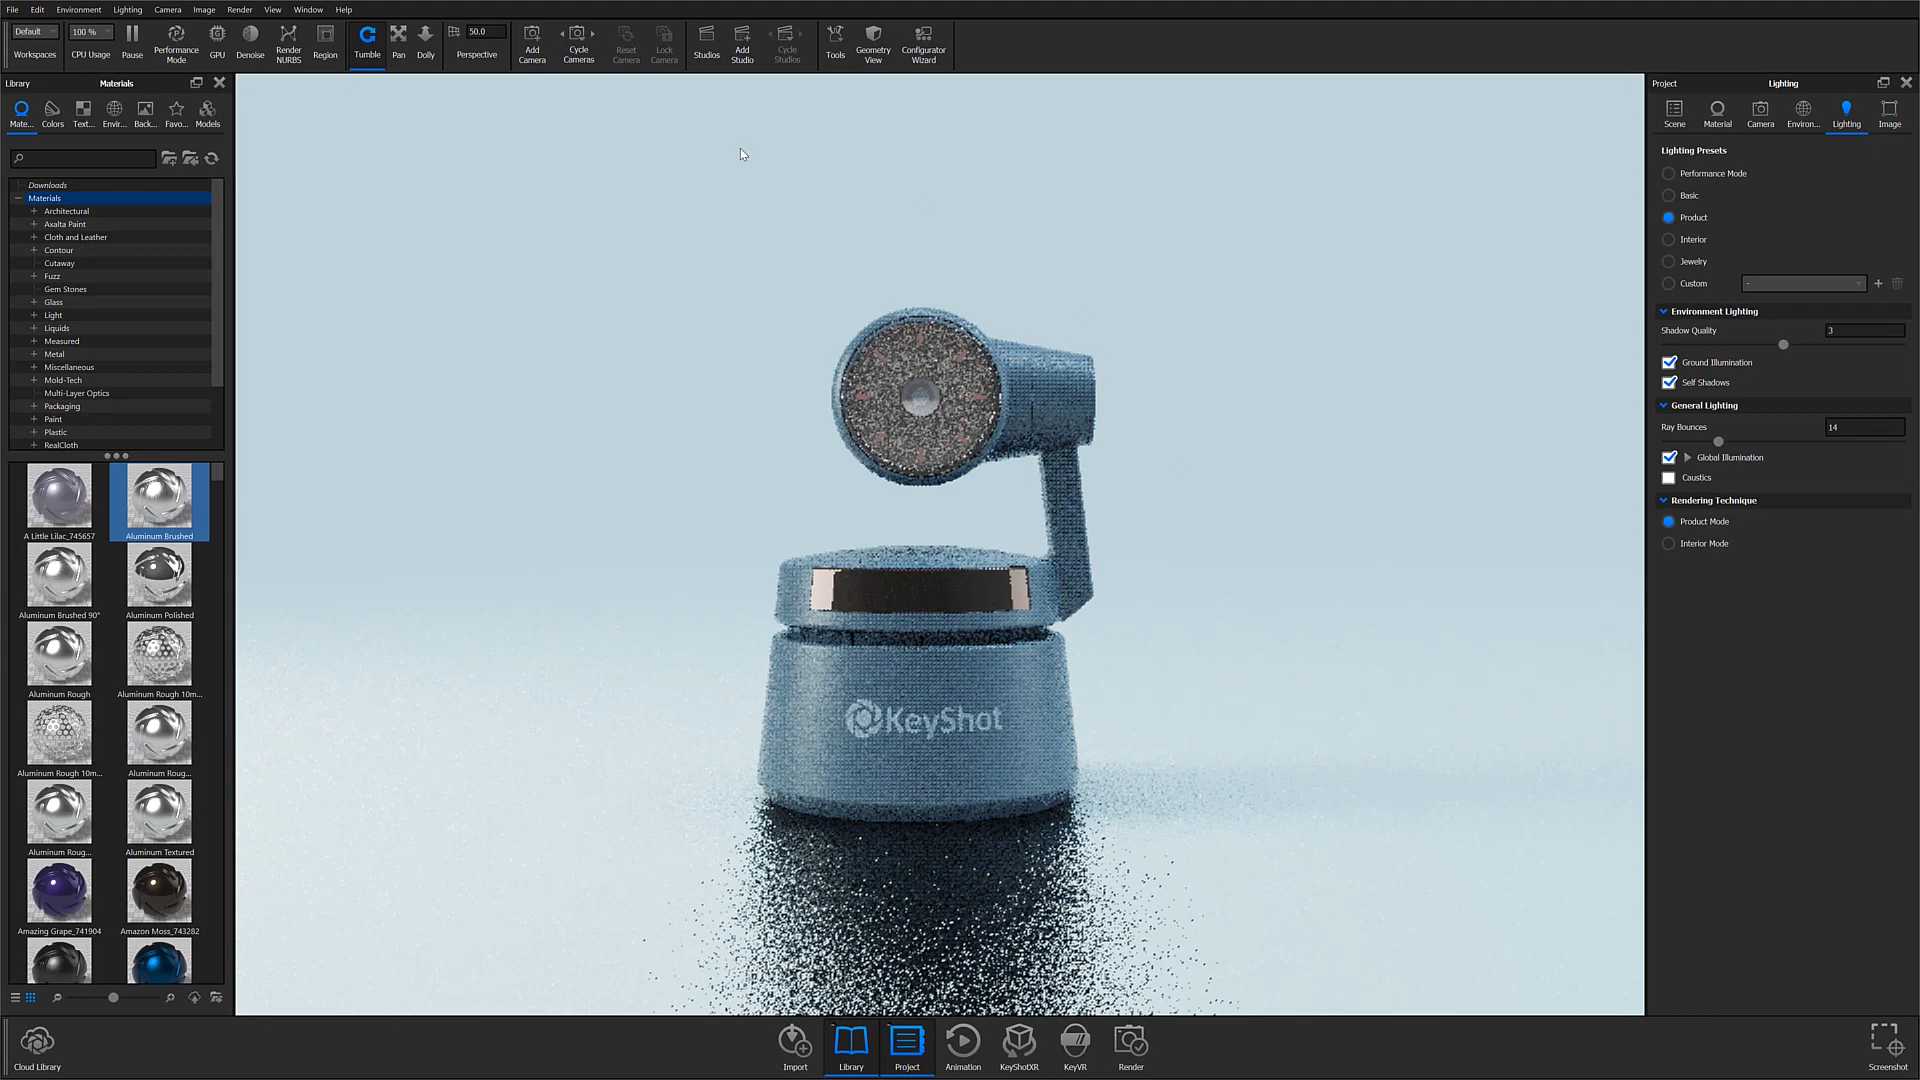 File Edit Environment Lighting Camera Image Render View Window Help
Default 100 % 50.0
Workspaces CPU Usage Pause Performance Mode GPU Denoise Render NURBS Region Tumble Pan Dolly Perspective Add Camera Cycle Cameras Reset Camera Lock Camera Studios Add Studio Cycle Studios Tools Geometry View Configurator Wizard
Library Materials
Mate... Colors Text... Envir... Back... Favo... Models
Downloads
Materials
Architectural
Axalta Paint
Cloth and Leather
Contour
Cutaway
Fuzz
Gem Stones
Glass
Light
Liquids
Measured
Metal
Miscellaneous
Mold-Tech
Multi-Layer Optics
Packaging
Paint
Plastic
RealCloth
A Little Lilac_745657 Aluminum Brushed
Aluminum Brushed 90° Aluminum Polished
Aluminum Rough Aluminum Rough 10m...
Aluminum Rough 10m... Aluminum Roug...
Aluminum Roug... Aluminum Textured
Amazing Grape_741904 Amazon Moss_743282
KeyShot
Project Lighting
Scene Material Camera Environ... Lighting Image
Lighting Presets
Performance Mode
Basic
Product
Interior
Jewelry
Custom -
Environment Lighting
Shadow Quality 3
Ground Illumination
Self Shadows
General Lighting
Ray Bounces 14
Global Illumination
Caustics
Rendering Technique
Product Mode
Interior Mode
Cloud Library Import Library Project Animation KeyShotXR KeyVR Render Screenshot